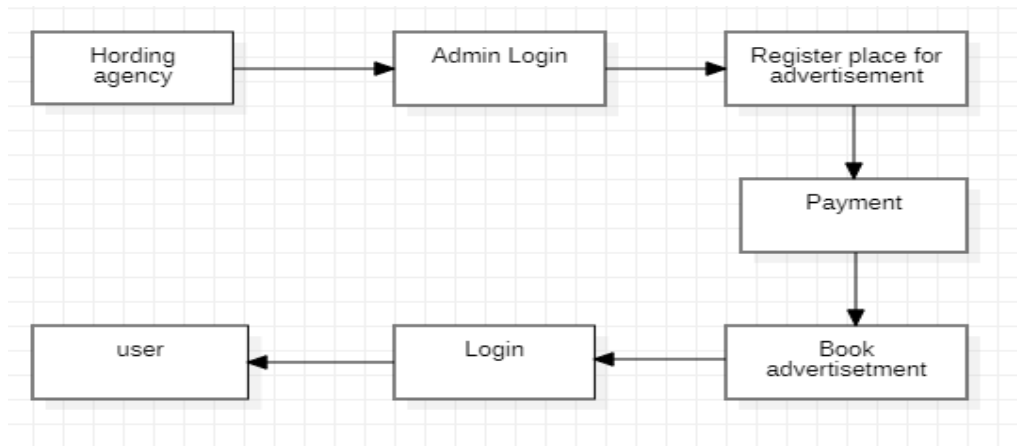 Hording
agency
Admin Login
Register place for
advertisement
Payment
Book
advertisetment
Login
user